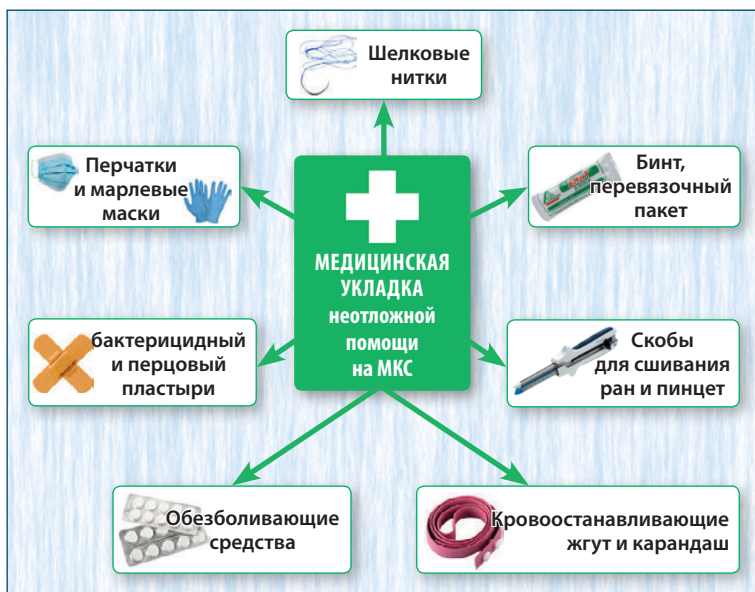 Шелковые
нитки
Перчатки
и марлевые
маски
Бинт,
перевязочный
пакет
МЕДИЦИНСКАЯ
УКЛАДКА
неотложной
помощи
на МКС
бактерицидный
и перцовый
пластыри
Скобы
для сшивания
ран и пинцет
Обезболивающие
средства
Кровоостанавливающие
жгут и карандаш